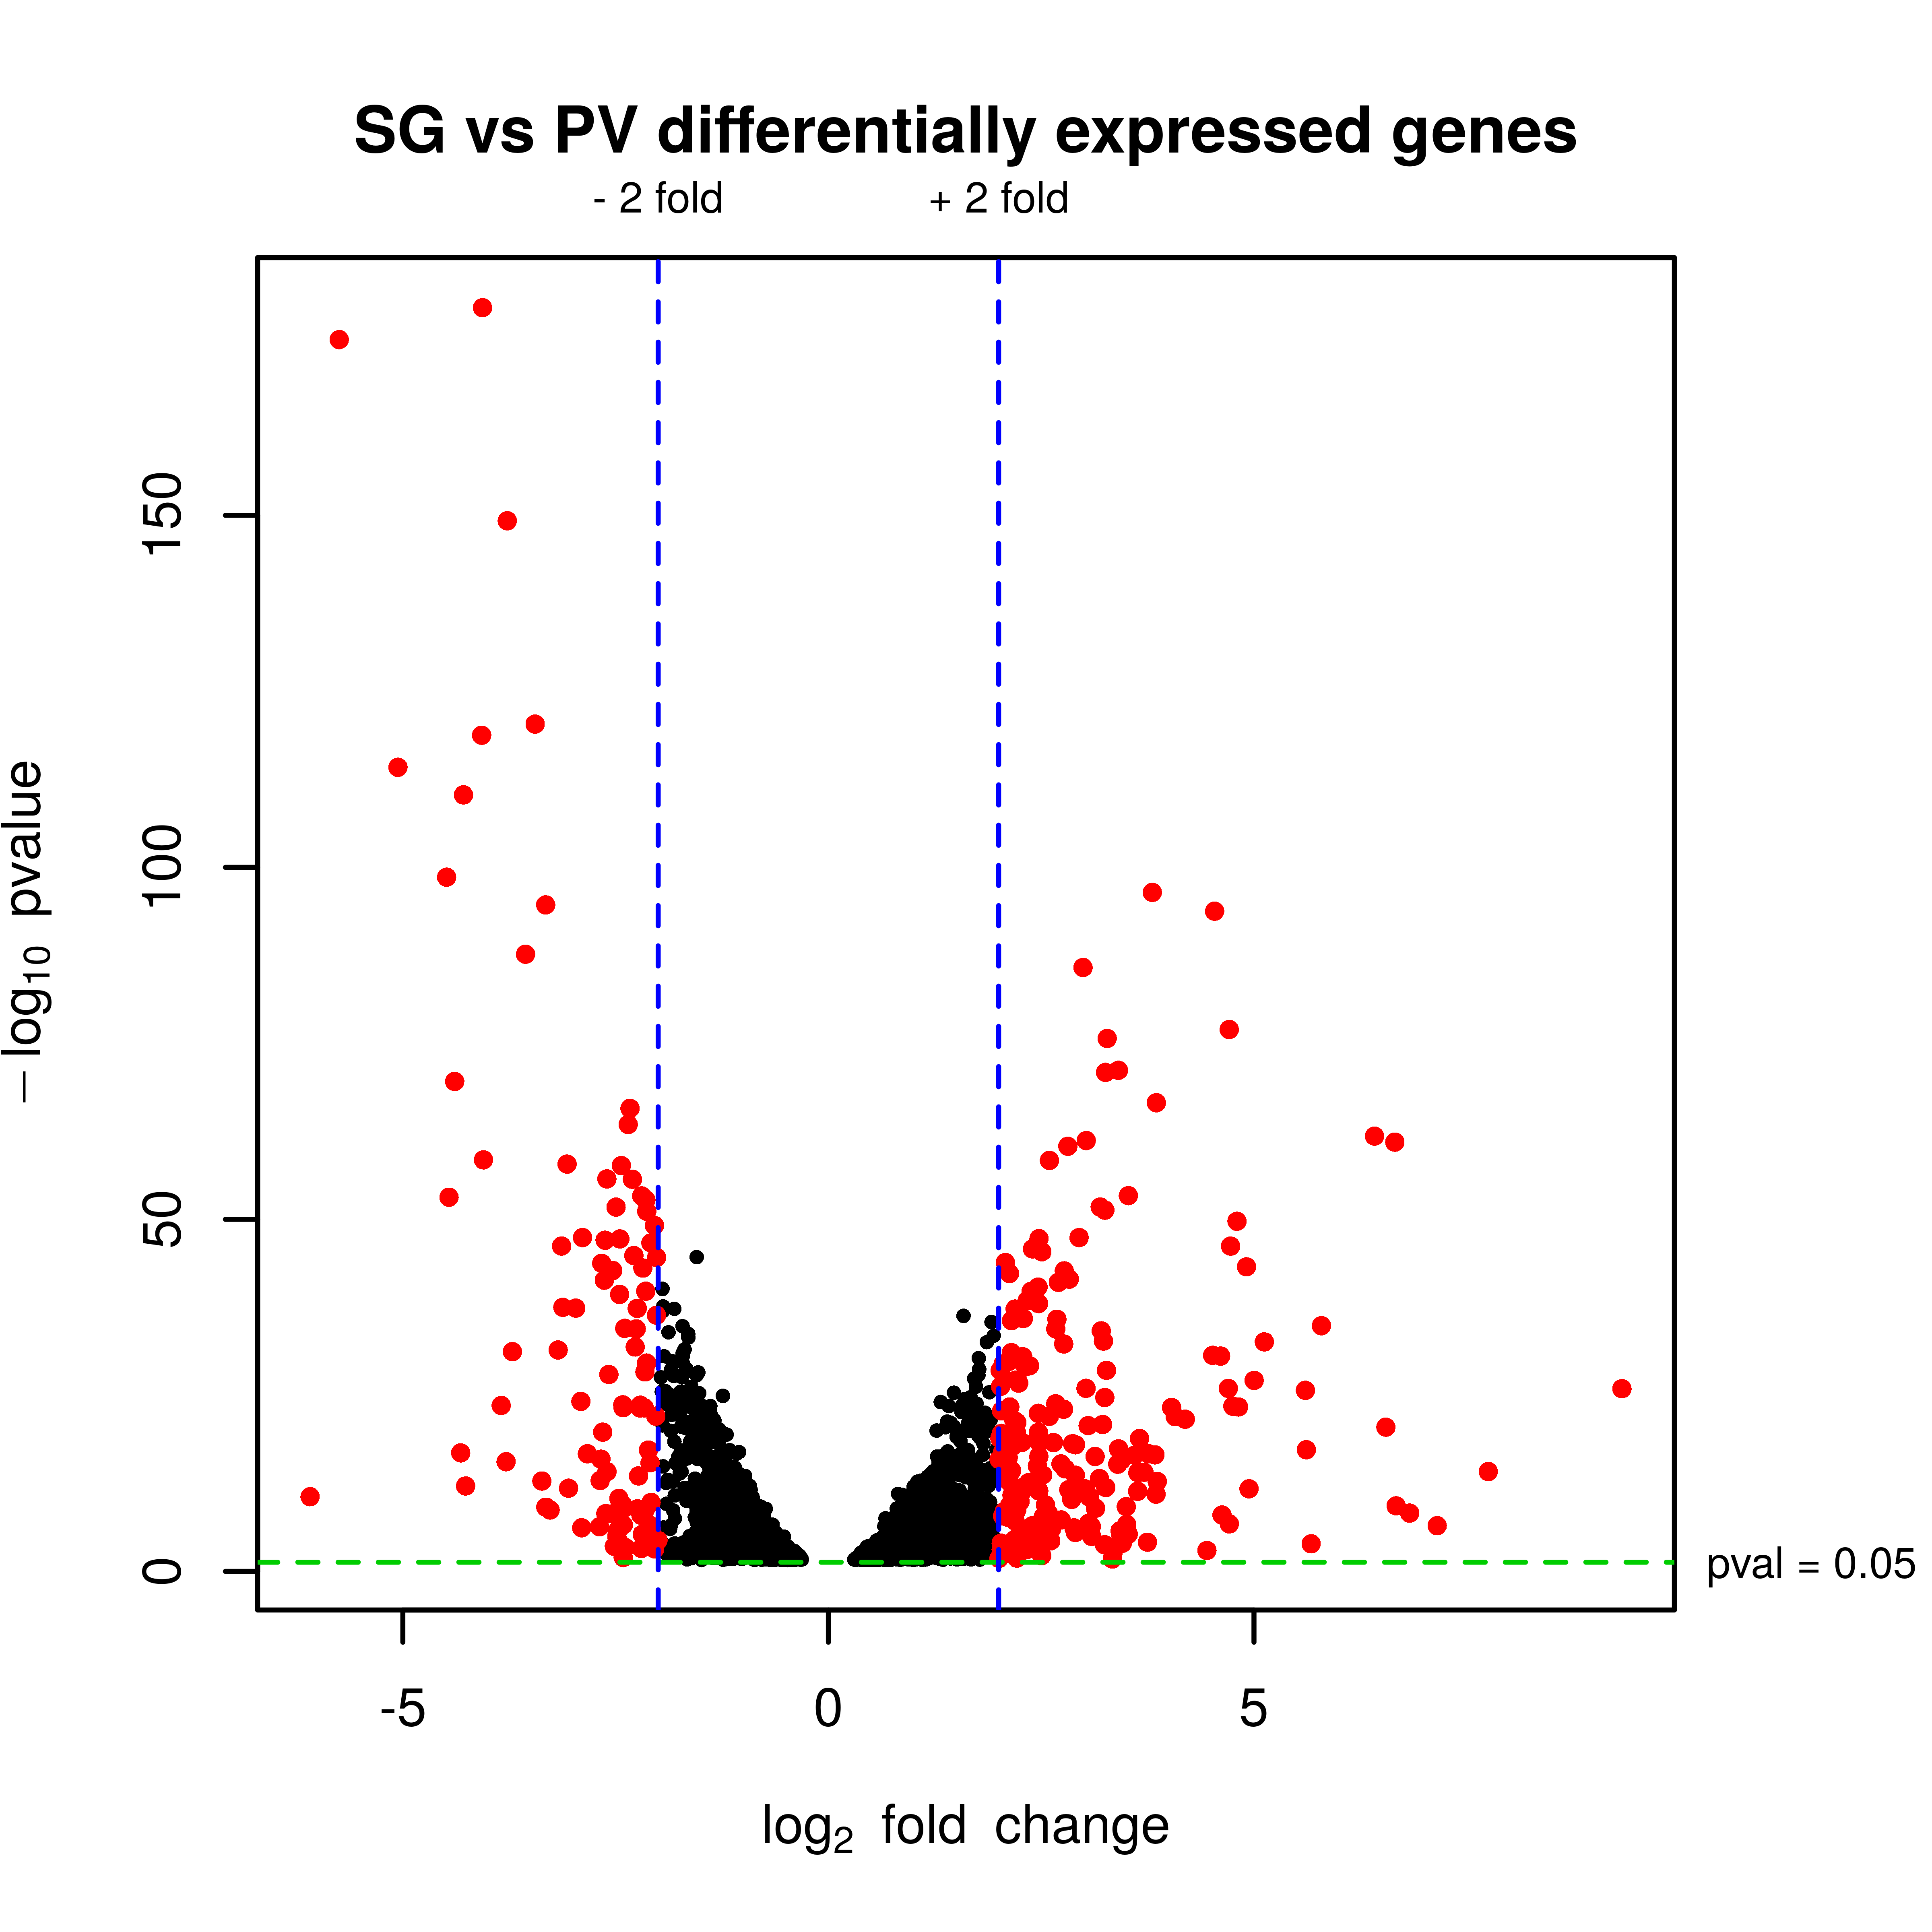 SG vs PV differentially expressed genes
- 2 fold
+ 2 fold
150
100
50
0
− log10 pvalue
pval = 0.05
-5
0
5
log2 fold change